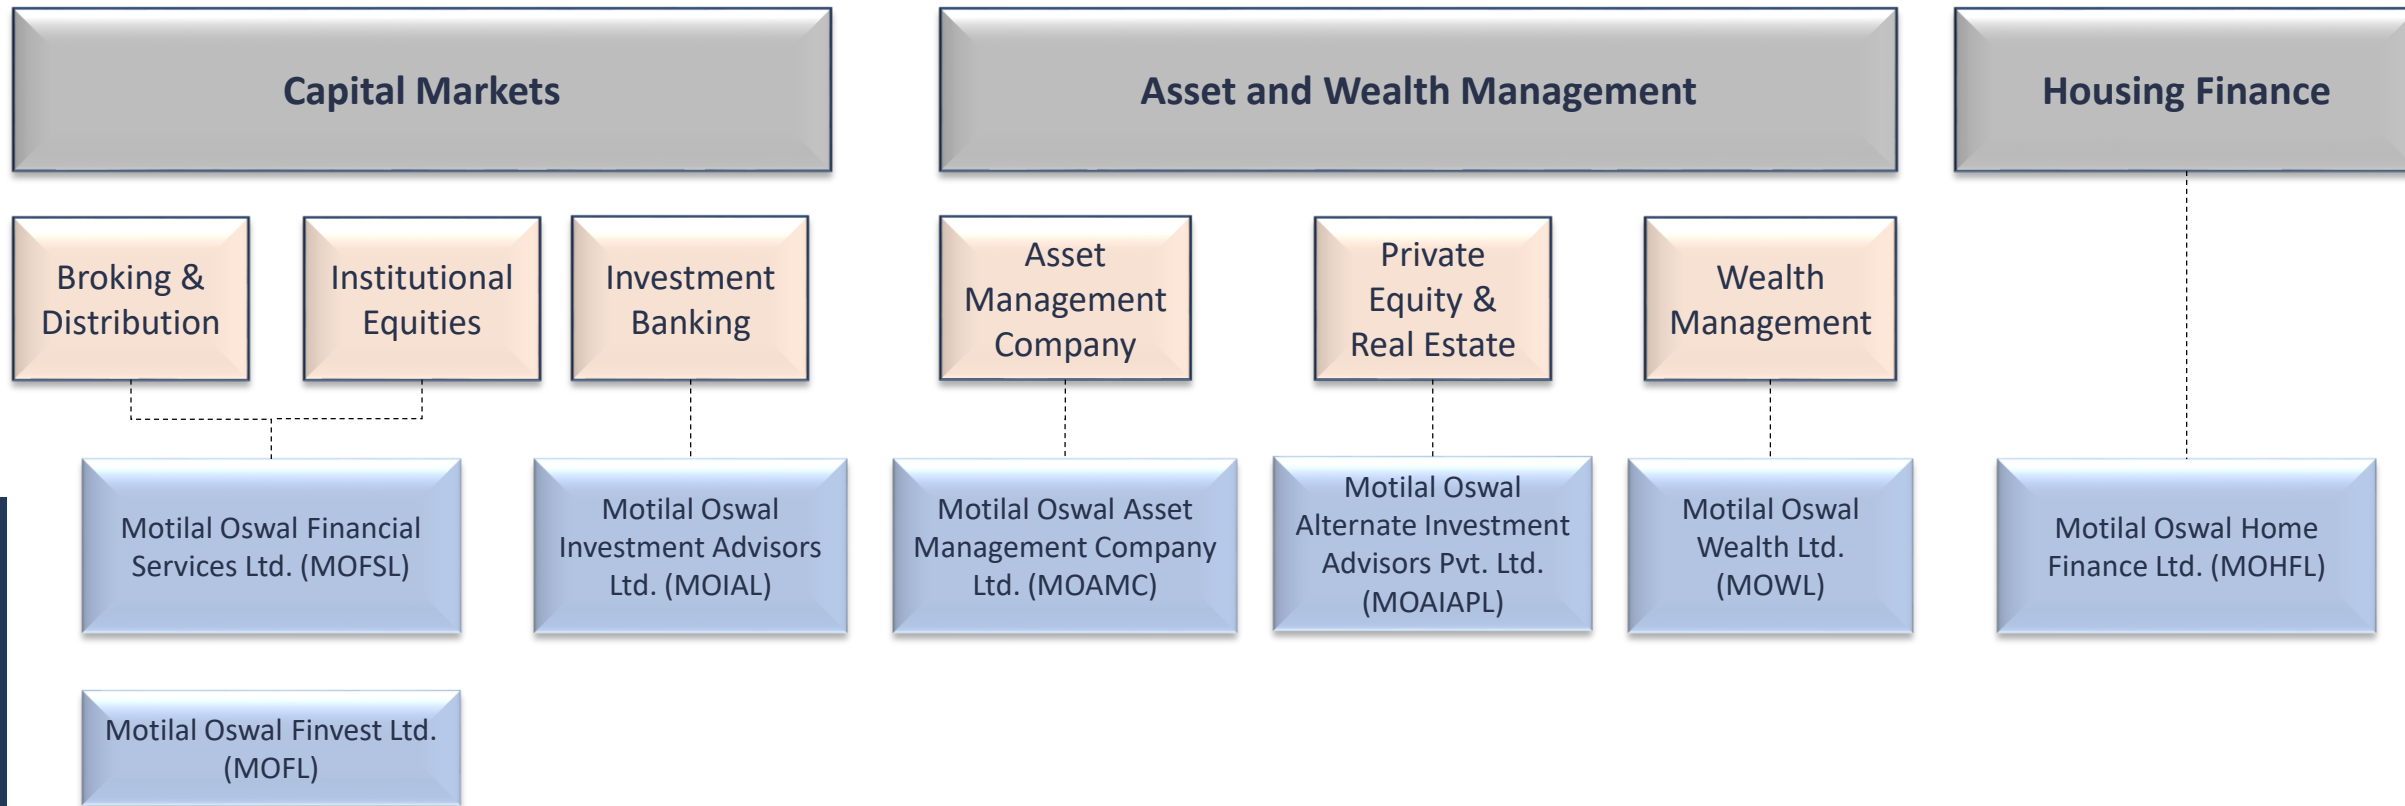 Capital Markets
Asset and Wealth Management
Housing Finance
Broking &
Distribution
Institutional
Equities
Investment
Banking
Asset
Management
Company
Private
Equity &
Real Estate
Wealth
Management
Motilal Oswal Financial
Services Ltd. (MOFSL)
Motilal Oswal
Investment Advisors
Ltd. (MOIAL)
Motilal Oswal Asset
Management Company
Ltd. (MOAMC)
Motilal Oswal
Alternate Investment
Advisors Pvt. Ltd.
(MOAIAPL)
Motilal Oswal
Wealth Ltd.
(MOWL)
Motilal Oswal Home
Finance Ltd. (MOHFL)
Motilal Oswal Finvest Ltd.
(MOFL)